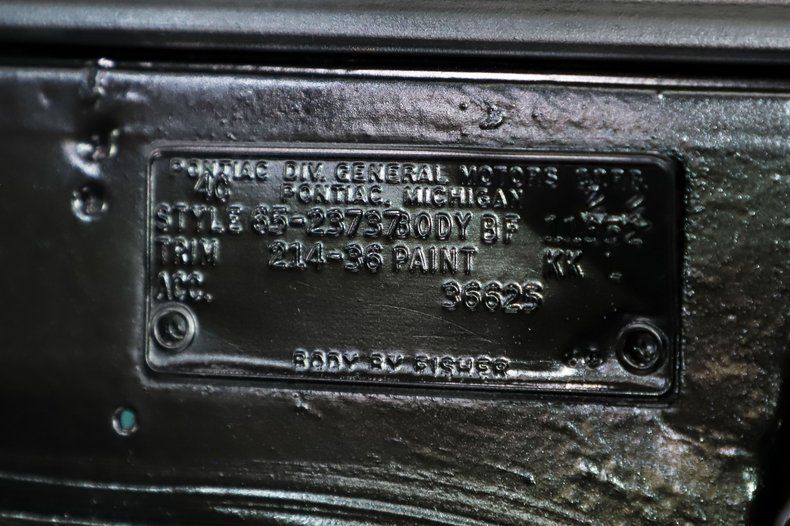 PONTIAC DIV. GENERAL MOTORS CORP.
PONTIAC, MICHIGAN
STYLE 65-23737 BODY BF
TRIM 214-36 PAINT KK
ACC. 36625
BODY BY FISHER